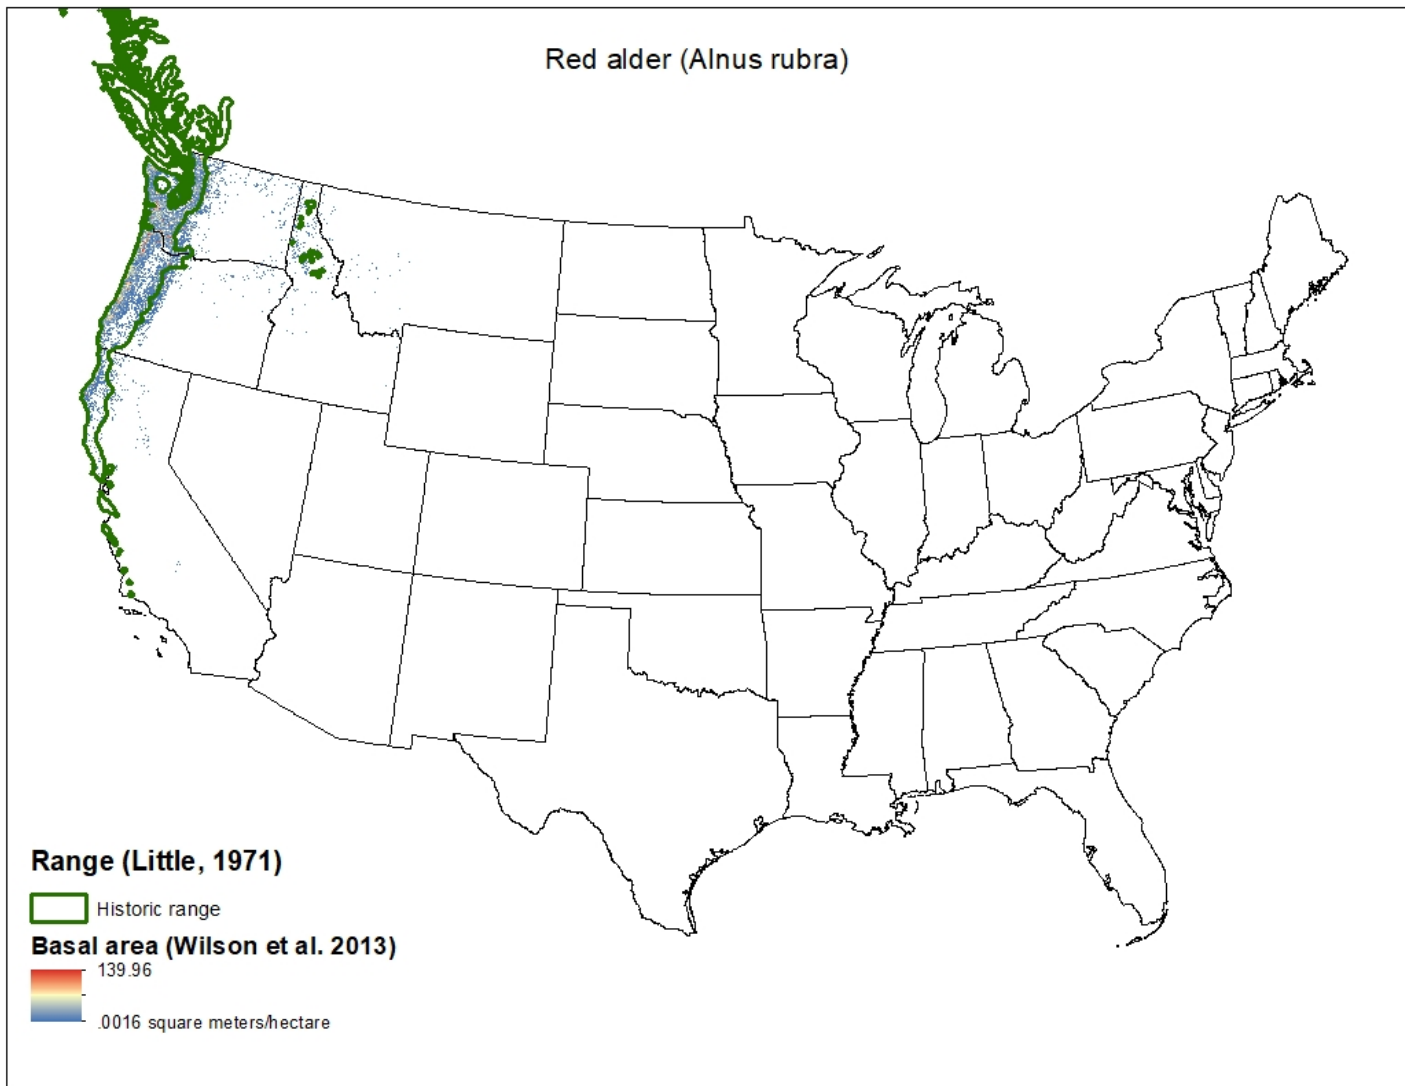 Red alder (Alnus rubra)
Range (Little, 1971)
Historic range
Basal area (Wilson et al. 2013)
139.96
.0016 square meters/hectare